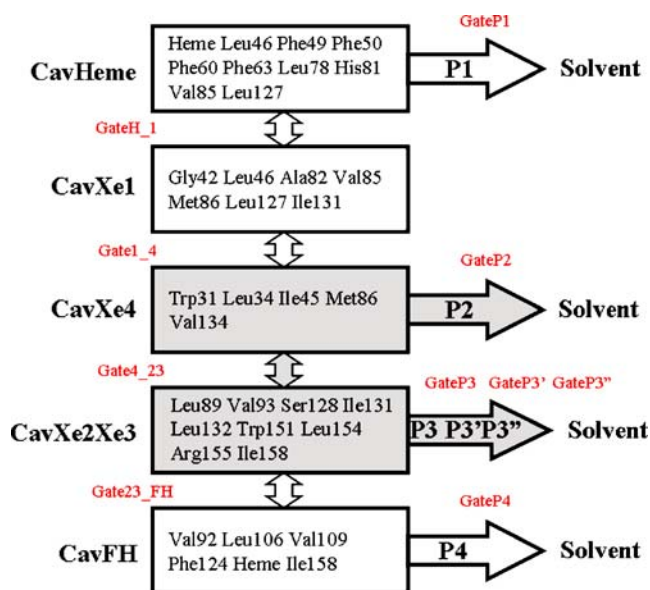 GateP1
Heme Leu46 Phe49 Phe50
Phe60 Phe63 Leu78 His81
Val85 Leu127
CavHeme
P1
Solvent
GateH_1
Gly42 Leu46 Ala82 Val85
Met86 Leu127 Ile131
CavXe1
Gate1_4
GateP2
Trp31 Leu34 Ile45 Met86
Val134
CavXe4
P2
Solvent
Gate4_23
GateP3 GateP3' GateP3"
Leu89 Val93 Ser128 Ile131
Leu132 Trp151 Leu154
Arg155 Ile158
CavXe2Xe3
P3 P3'P3"
Solvent
Gate23_FH
GateP4
Val92 Leu106 Val109
Phe124 Heme Ile158
CavFH
P4
Solvent